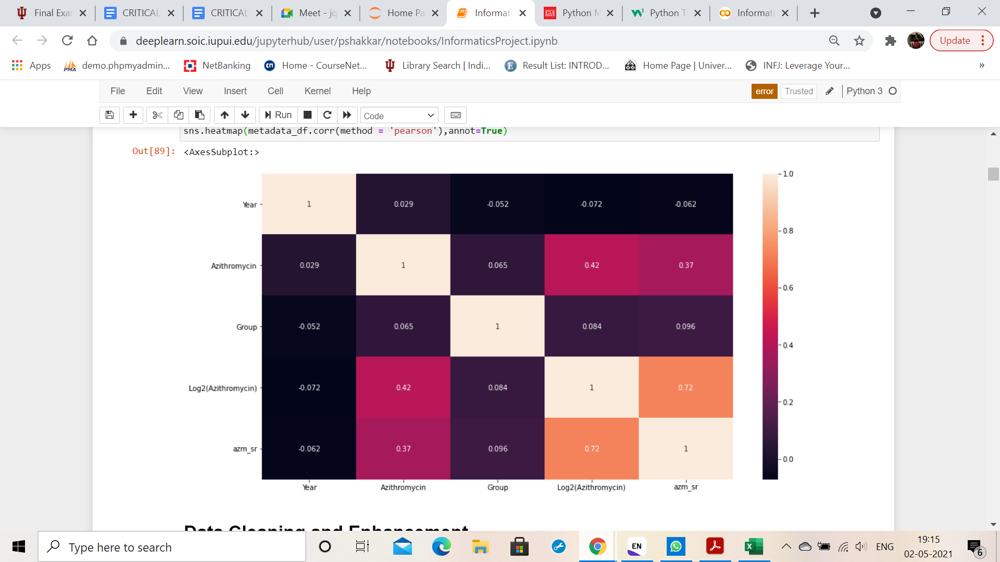 Final Exar
CRITICAL
CRITICAL
Meet - jq
Home Pa
Informati
Python M
Python T
Informati
deeplearn.soic.iupui.edu/jupyterhub/user/pshakkar/notebooks/InformaticsProject.ipynb
Update
Apps
demo.phpmyadmin...
NetBanking
Home - CourseNet...
Library Search | Indi...
Result List: INTROD...
Home Page | Univer...
INFJ: Leverage Your...
»
File Edit View Insert Cell Kernel Help
error
Trusted
Python 3
Run
Code
sns.heatmap(metadata_df.corr(method = 'pearson'),annot=True)
Out[89]: <AxesSubplot:>
1.0
Year 1 0.029 -0.052 -0.072 -0.062
0.8
Azithromycin 0.029 1 0.065 0.42 0.37
0.6
Group -0.052 0.065 1 0.084 0.096
0.4
Log2(Azithromycin) -0.072 0.42 0.084 1 0.72
0.2
azm_sr -0.062 0.37 0.096 0.72 1
0.0
Year Azithromycin Group Log2(Azithromycin) azm_sr
Data Cleaning and Enhancement
Type here to search
EN
ENG
19:15
02-05-2021
6